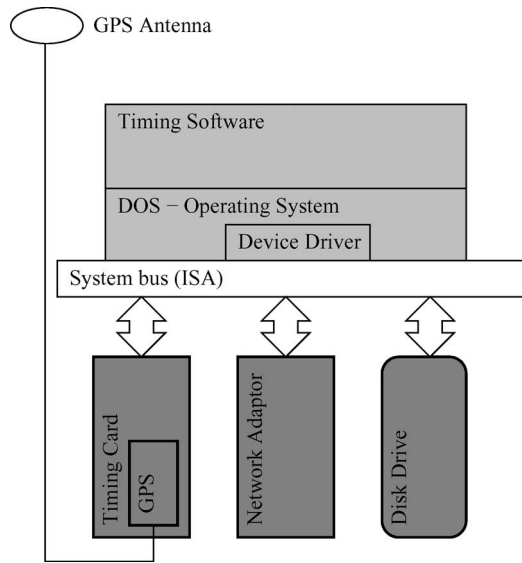 GPS Antenna
Timing Software
DOS − Operating System
Device Driver
System bus (ISA)
Timing Card
GPS
Network Adaptor
Disk Drive